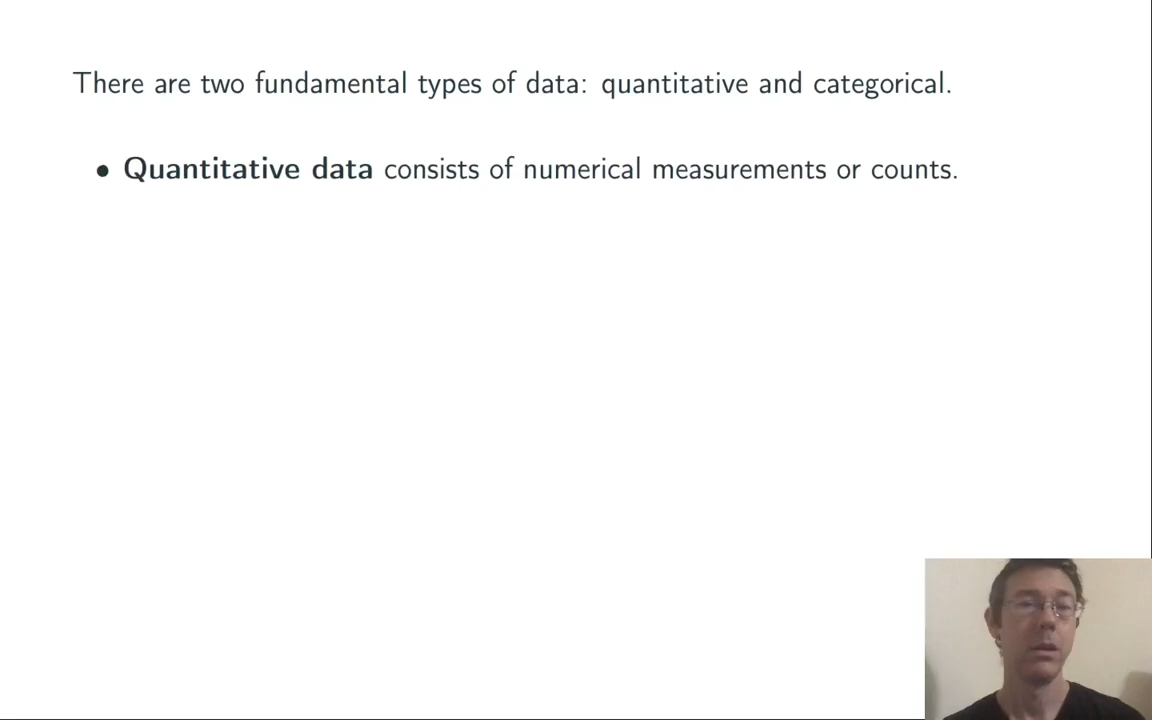 There are two fundamental types of data: quantitative and categorical.
• Quantitative data consists of numerical measurements or counts.